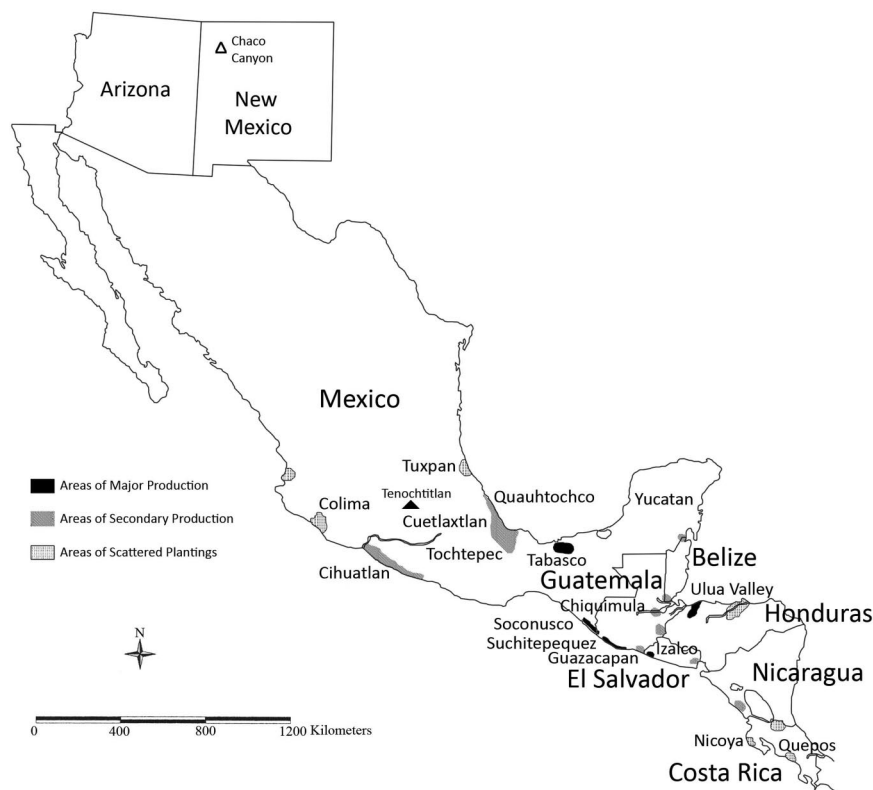 Chaco
Canyon
Arizona
New
Mexico
Mexico
Areas of Major Production
Areas of Secondary Production
Areas of Scattered Plantings
Tuxpan
Quauhtochco
Yucatan
Tenochtitlan
Colima
Cuetlaxtlan
Tochtepec
Cihuatlan
Tabasco
Belize
Guatemala
Ulua Valley
Chiquimula
Honduras
Soconusco
Suchitepequez
Izalco
Guazacapan
El Salvador
Nicaragua
N
0 400 800 1200 Kilometers
Nicoya
Quepos
Costa Rica